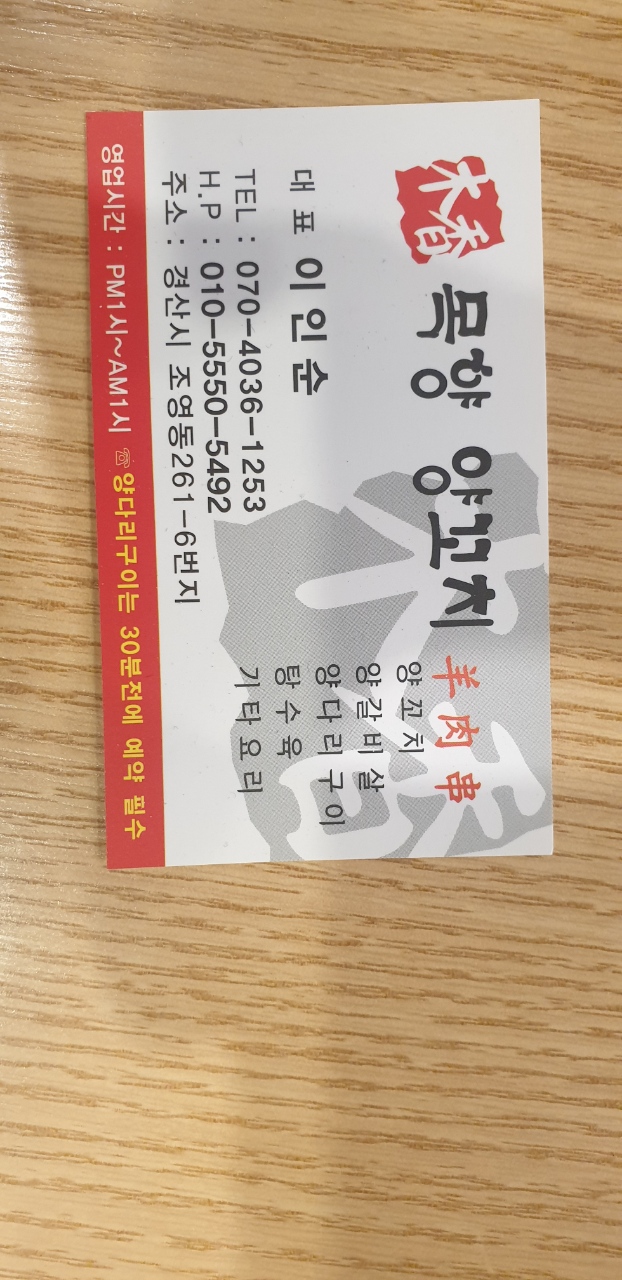 木香
목향 양꼬치
羊肉串
대표 이인순
TEL : 070-4036-1253
H.P : 010-5550-5492
주소 : 경산시 조영동261-6번지
양꼬치
양갈비살
양다리구이
탕수육
기타요리
영업시간 : PM1시~AM1시 ☏양다리구이는 30분전에 예약 필수